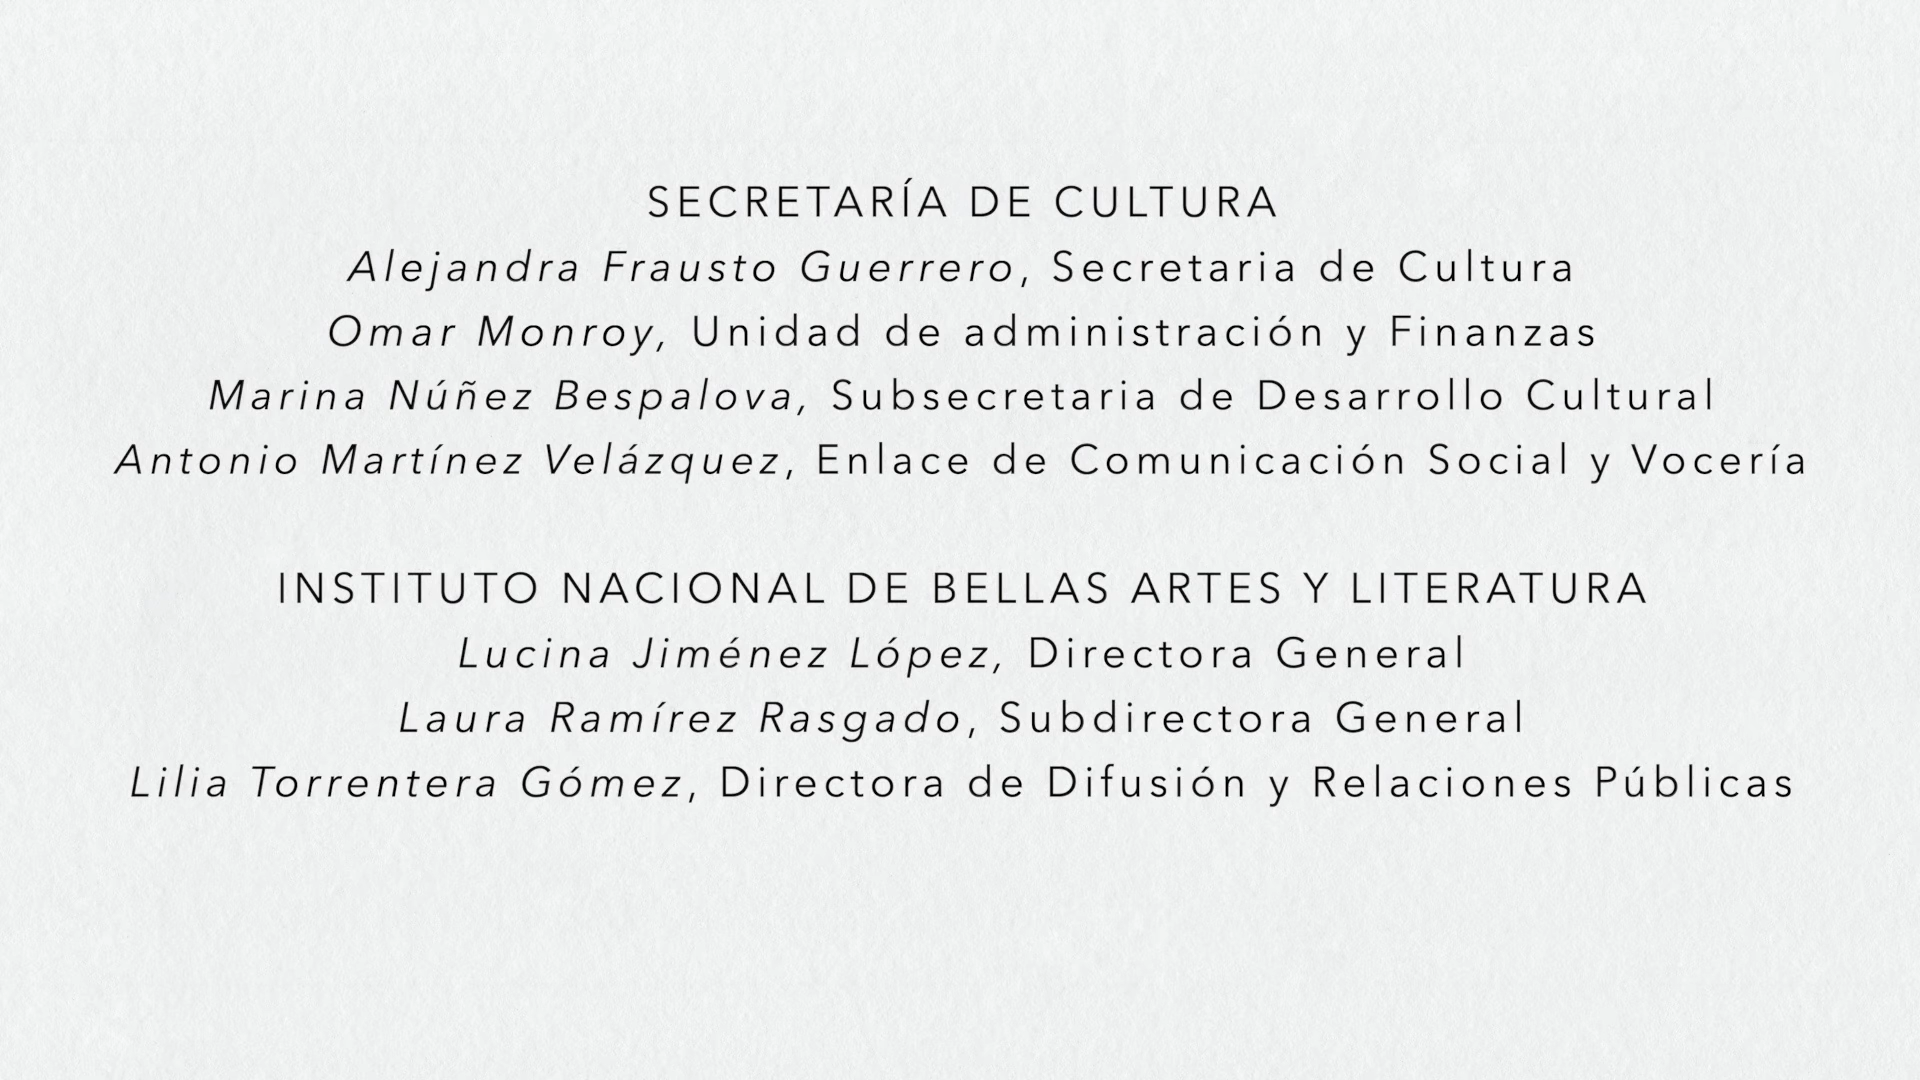 SECRETARÍA DE CULTURA
Alejandra Frausto Guerrero, Secretaria de Cultura
Omar Monroy, Unidad de administración y Finanzas
Marina Núñez Bespalova, Subsecretaria de Desarrollo Cultural
Antonio Martínez Velázquez, Enlace de Comunicación Social y Vocería
INSTITUTO NACIONAL DE BELLAS ARTES Y LITERATURA
Lucina Jiménez López, Directora General
Laura Ramírez Rasgado, Subdirectora General
Lilia Torrentera Gómez, Directora de Difusión y Relaciones Públicas